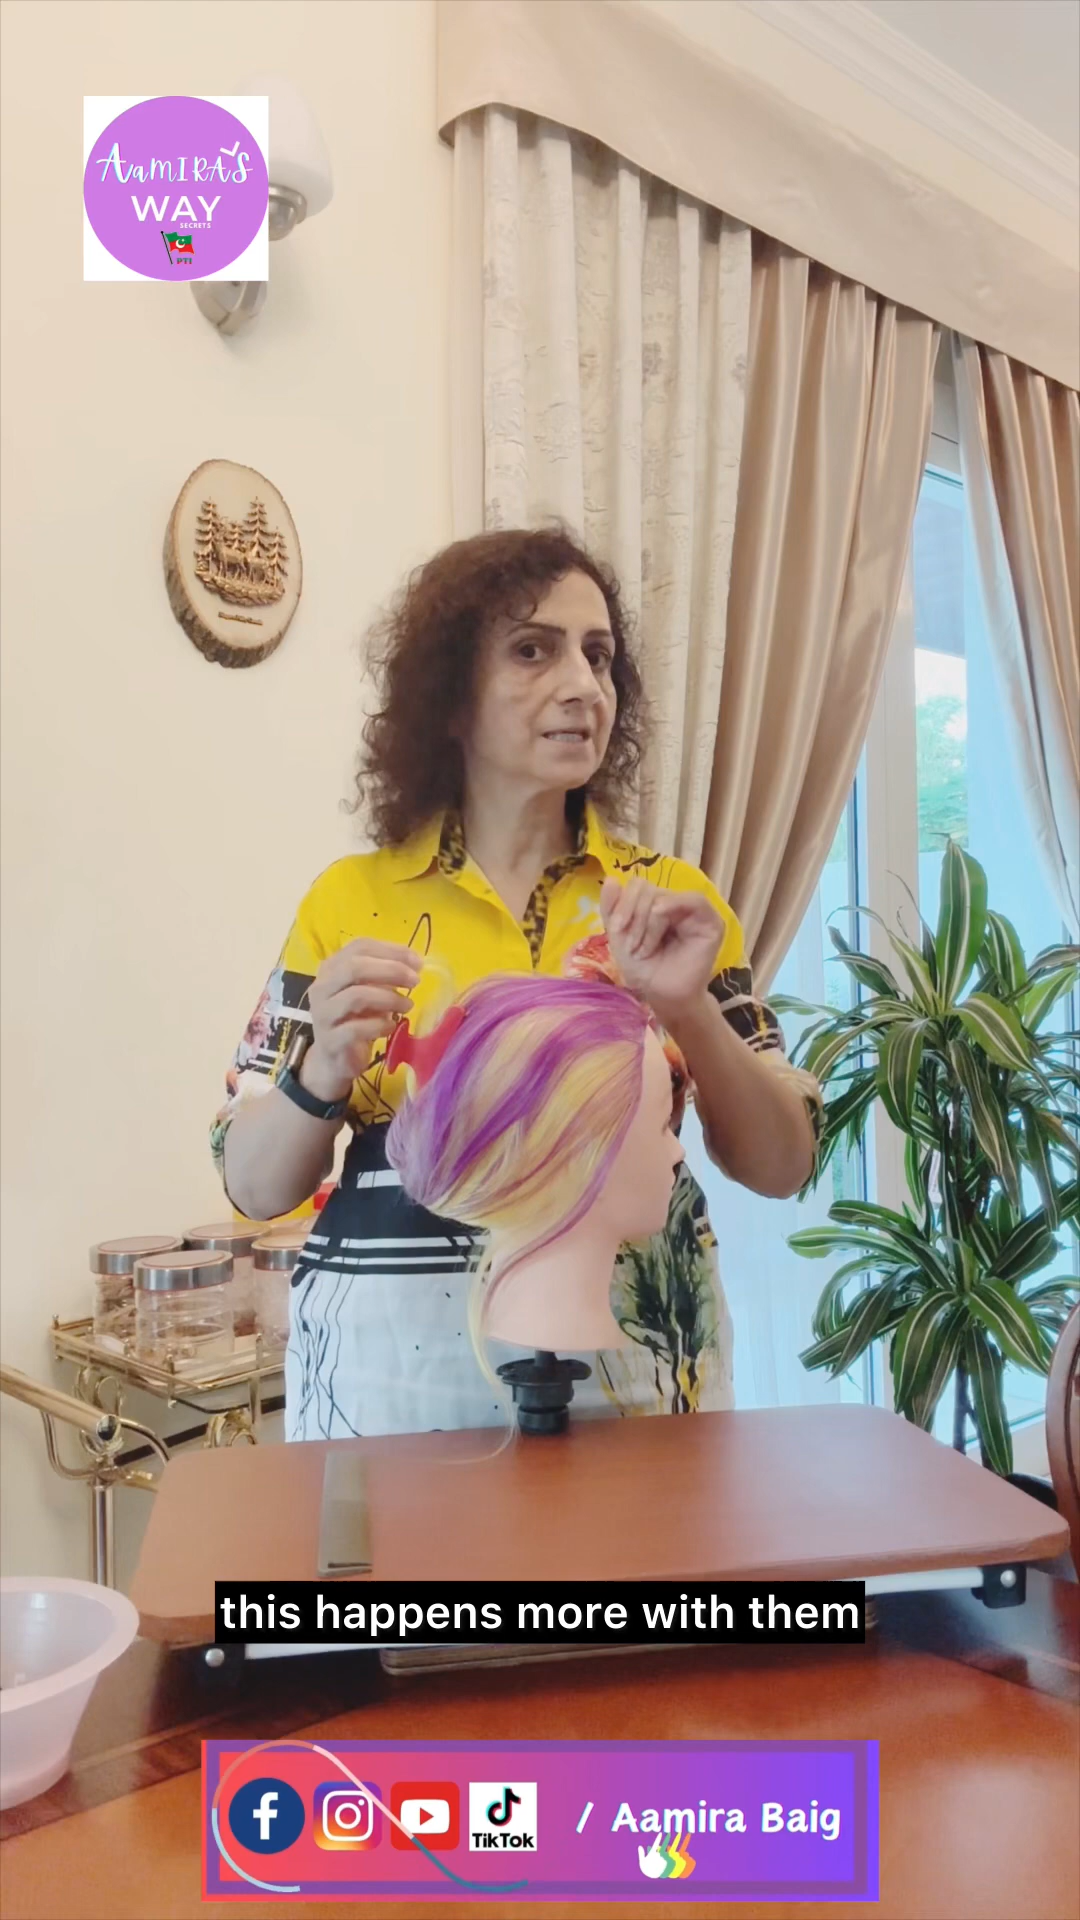 AamIRA'S
WAY
SECRETS
PTI
this happens more with them
TikTok
/ Aamira Baig